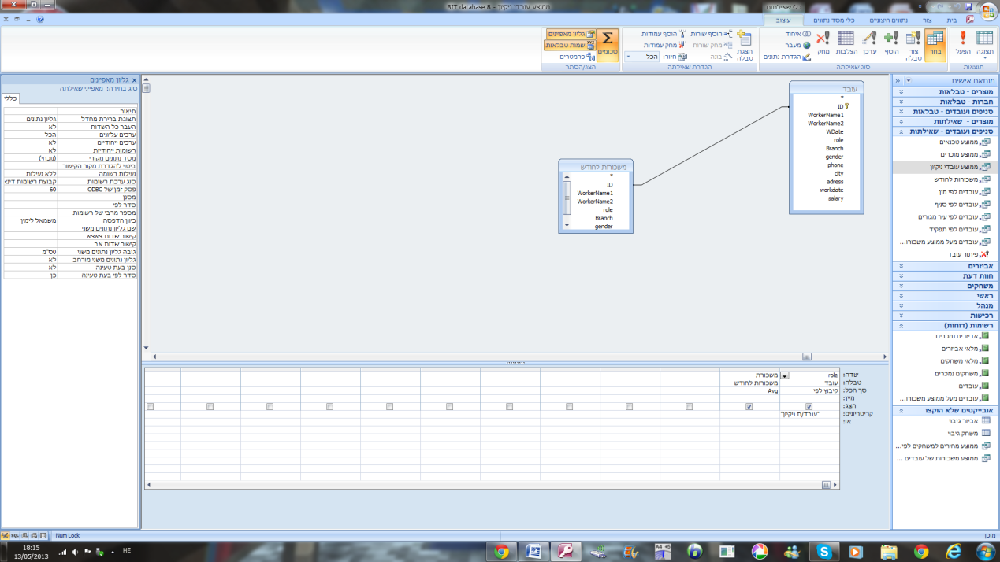 ממוצע עובדי ניקיון - BIT database B
כלי שאילתות
בית
צור
נתונים חיצוניים
כלי מסד נתונים
עיצוב
תצוגה
הפעל
תוצאות
בחר
צור טבלה
הוסף
עדכן
הצלבות
מחק
איחוד
מעבר
הגדרת נתונים
סוג שאילתה
הצגת טבלה
הוסף שורות
מחק שורות
בונה
הוסף עמודות
מחק עמודות
חזור: הכל
הגדרת שאילתה
סכומים
גליון מאפיינים
שמות טבלאות
פרמטרים
הצג/הסתר
מותאם אישית
מוצרים - טבלאות
חברות - טבלאות
סניפים ועובדים - טבלאות
מוצרים - שאילתות
סניפים ועובדים - שאילתות
ממוצע טכנאים
ממוצע מוכרים
ממוצע עובדי ניקיון
משכורות לחודש
עובדים לפי מין
עובדים לפי סניף
עובדים לפי עיר מגורים
עובדים לפי תפקיד
עובדים מעל ממוצע משכורו...
פיתור עובד
אביזרים
חוות דעת
משחקים
ראשי
מנהל
רכישות
רשימות (דוחות)
אביזרים נמכרים
מלאי אביזרים
מלאי משחקים
משחקים נמכרים
עובדים
עובדים מעל ממוצע משכורו...
אובייקטים שלא הוקצו
אביזר גיבוי
משחק גיבוי
ממוצע מחירים למשחקים לפי...
ממוצע משכורות של עובדים ...
עובד
*
ID
WorkerName1
WorkerName2
WDate
role
Branch
gender
phone
city
adress
workdate
salary
משכורות לחודש
*
ID
WorkerName1
WorkerName2
role
Branch
gender
שדה: role משכורת
טבלה: עובד משכורות לחודש
סך הכל: קיבוץ לפי Avg
מיין:
הצג:
קריטריונים: "עובד/ת ניקיון"
או:
גליון מאפיינים
סוג בחירה: מאפייני שאילתה
כללי
תיאור
תצוגת ברירת מחדל גליון נתונים
העבר כל השדות לא
ערכים עליונים הכל
ערכים ייחודיים לא
רשומות ייחודיות לא
מסד נתונים מקורי (נוכחי)
ביטוי להגדרת מקור הקישור
נעילות רשומה ללא נעילות
סוג ערכת רשומות קבוצת רשומות דינא
פסק זמן של ODBC 60
מסנן
סדר לפי
מספר מרבי של רשומות
כיוון הדפסה משמאל לימין
שם גליון נתונים משני
קישור שדות צאצא
קישור שדות אב
גובה גליון נתונים משני 0ס"מ
גליון נתונים משני מורחב לא
סנן בעת טעינה לא
סדר לפי בעת טעינה כן
מוכן
Num Lock
SQL
HE
18:15
13/05/2013
A4 +5